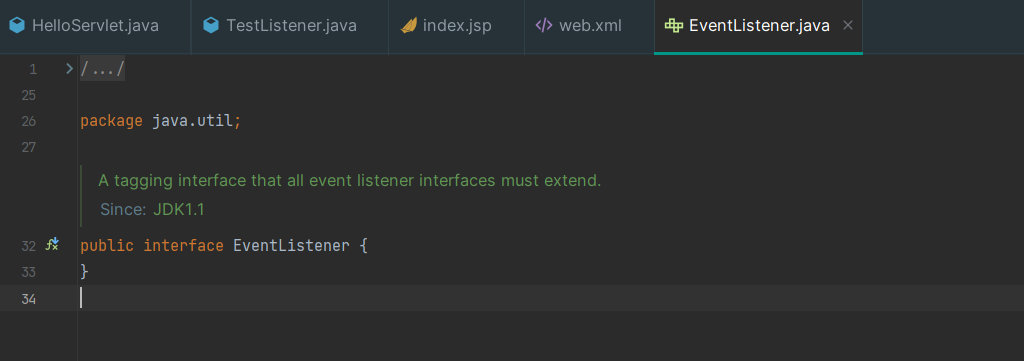 HelloServlet.java TestListener.java index.jsp web.xml EventListener.java
1 /.../
25
26 package java.util;
27
A tagging interface that all event listener interfaces must extend.
Since: JDK1.1
32 public interface EventListener {
33 }
34